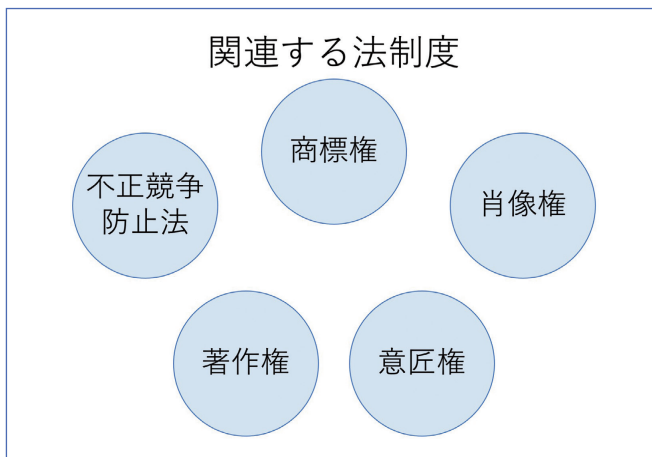 関連する法制度
商標権
不正競争
防止法
肖像権
著作権
意匠権